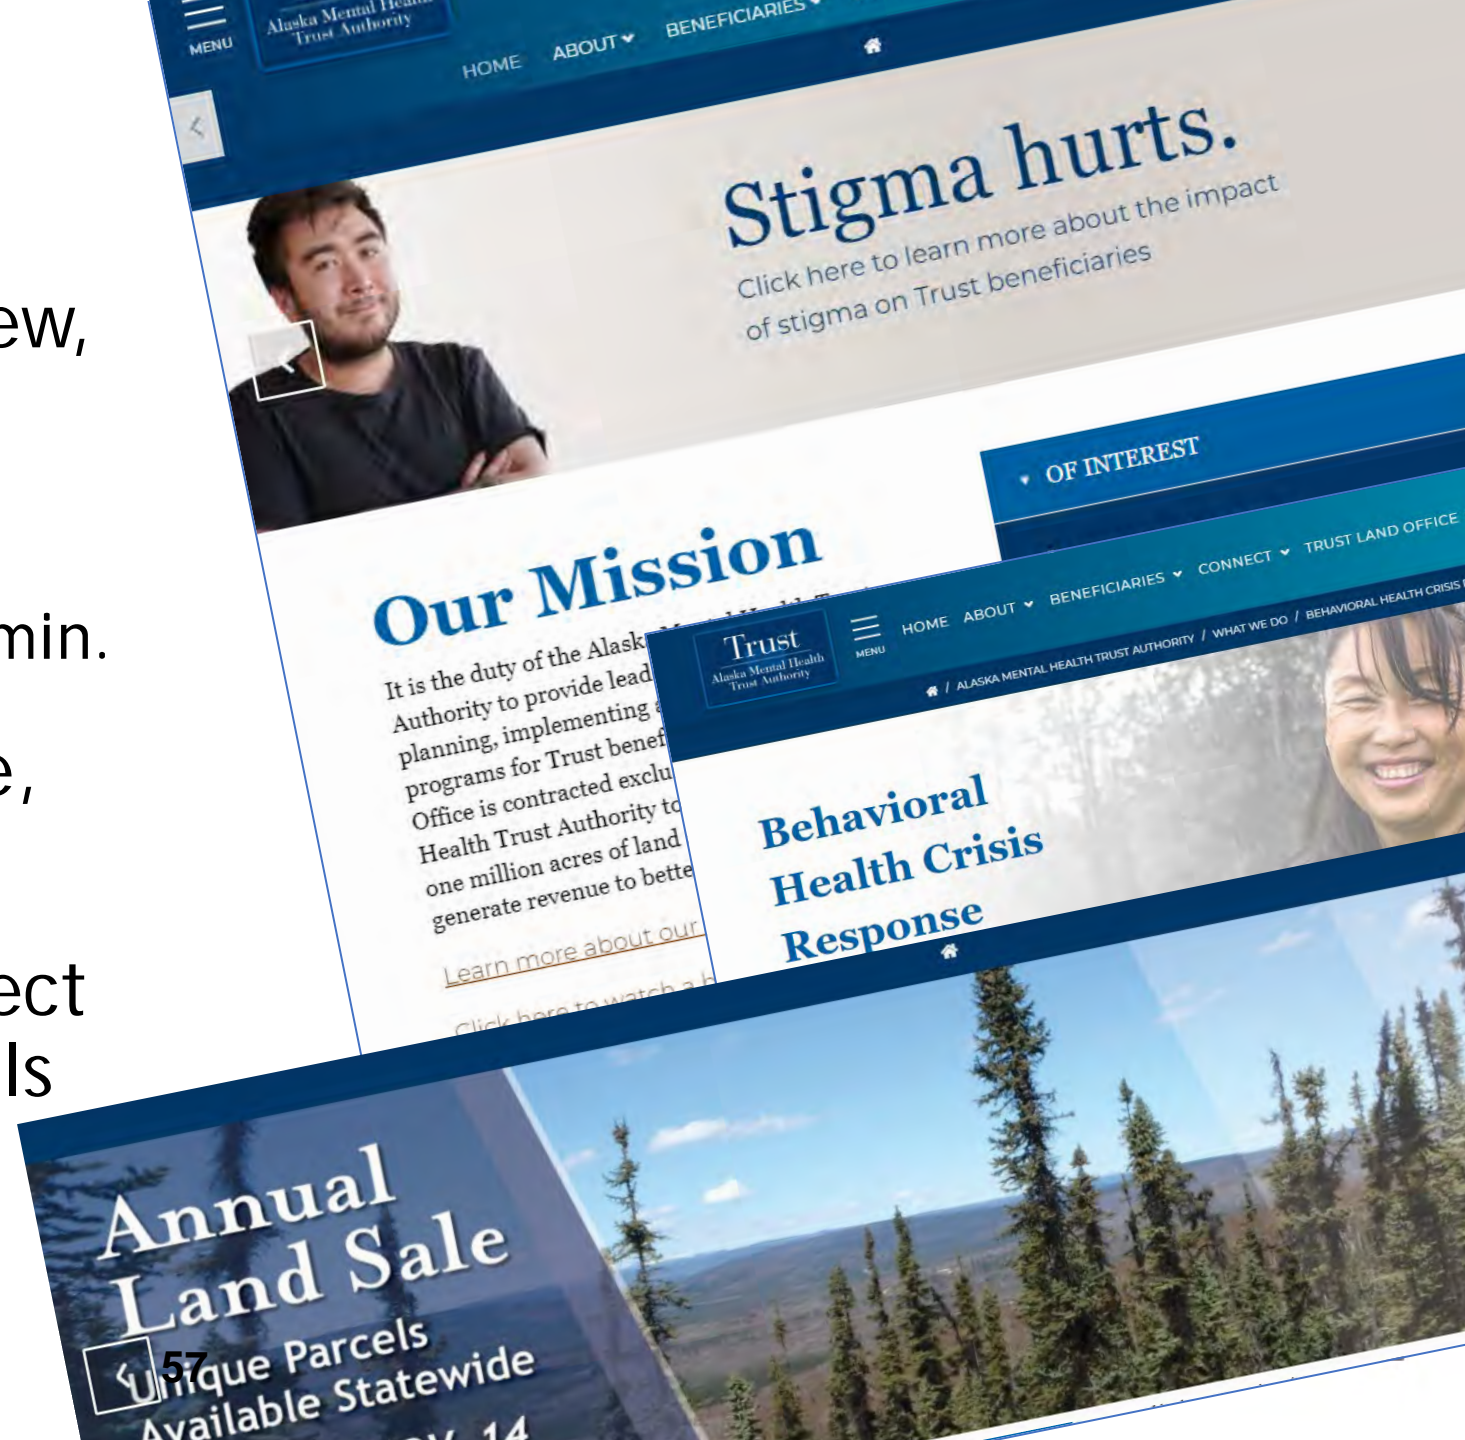 MENU
Alaska Mental Health
Trust Authority
HOME ABOUT BENEFICIARIES
Stigma hurts.
Click here to learn more about the impact
of stigma on Trust beneficiaries
ew,
min.
e,
ect
ls
OF INTEREST
Our Mission
It is the duty of the Alask
Authority to provide lead
planning, implementing a
programs for Trust benef
Office is contracted exclu
Health Trust Authority to
one million acres of land
generate revenue to bette
Learn more about our
Click here to watch a b
Trust
Alaska Mental Health
Trust Authority
MENU
HOME ABOUT BENEFICIARIES CONNECT TRUST LAND OFFICE
/ ALASKA MENTAL HEALTH TRUST AUTHORITY / WHAT WE DO / BEHAVIORAL HEALTH CRISIS
Behavioral
Health Crisis
Response
Annual
Land Sale
Unique Parcels
Available Statewide
14
57